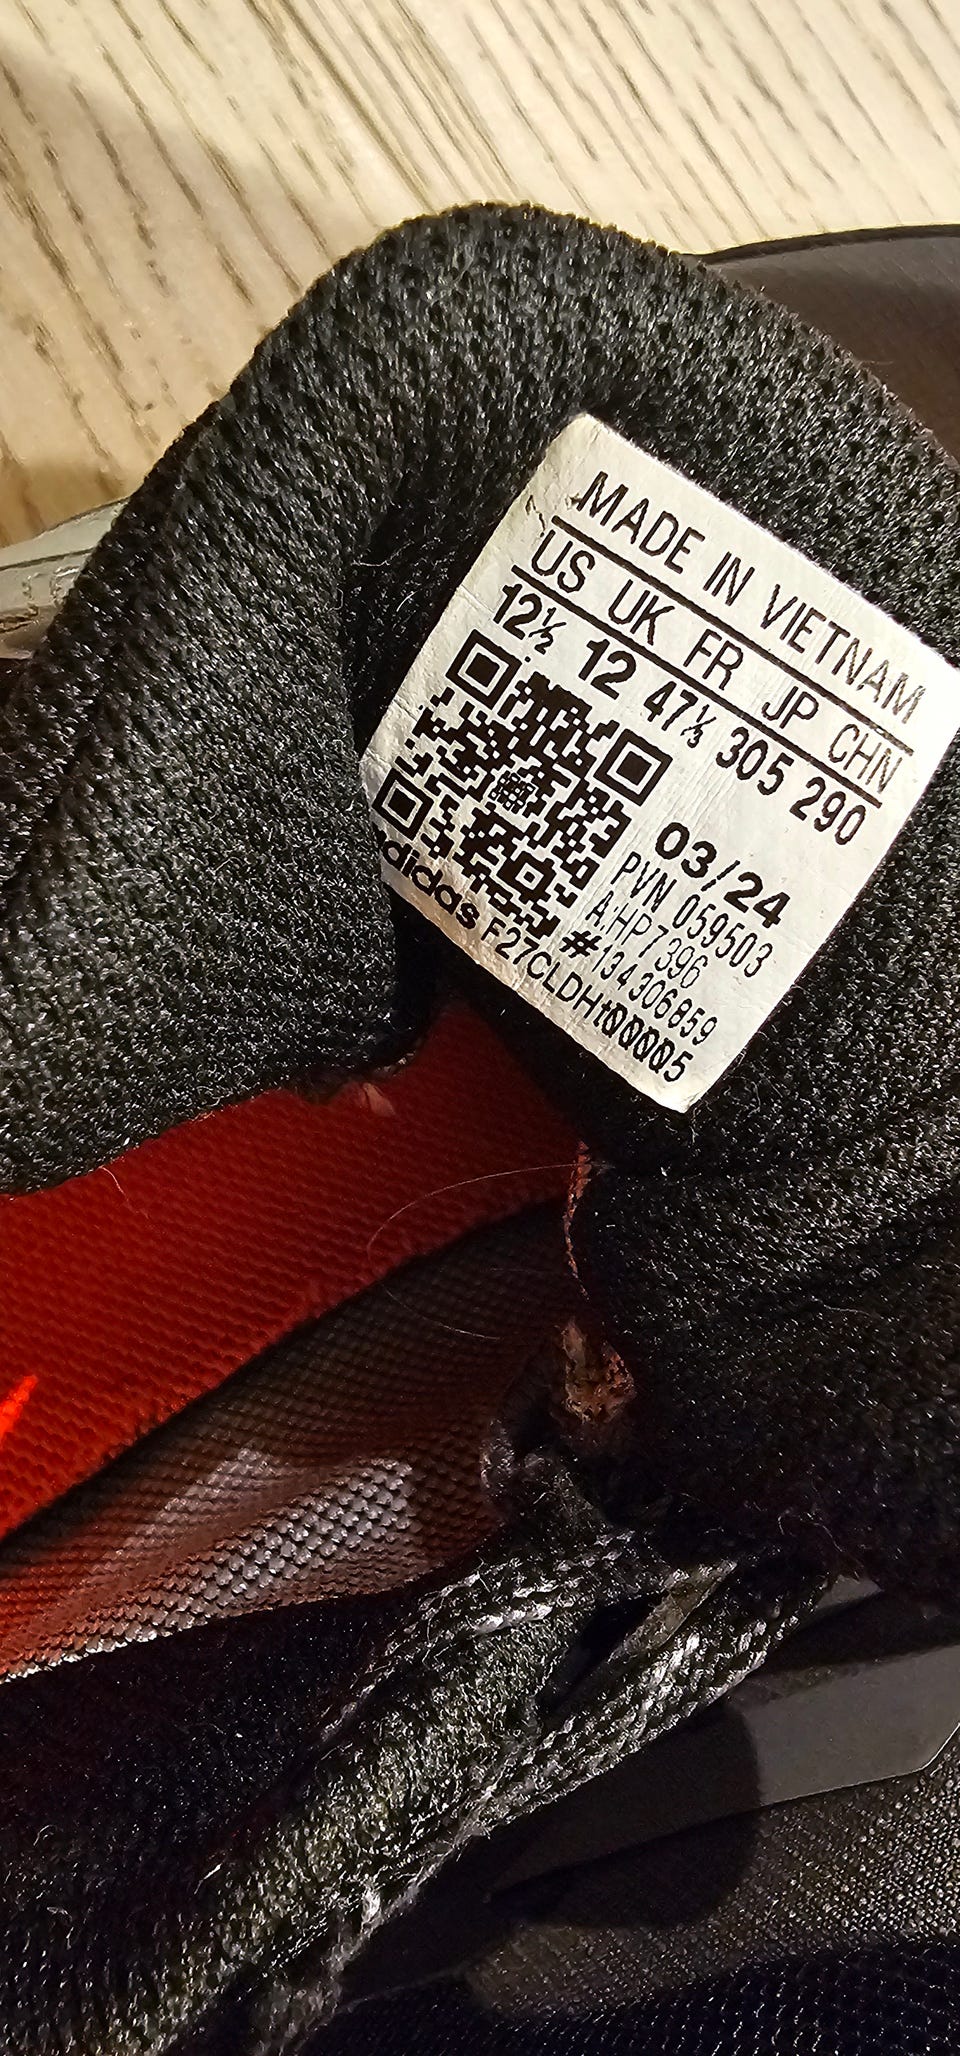 MADE IN VIETNAM
US UK FR JP CHN
12½ 12 47⅓ 305 290
03/24
PVN 059503
A:HP7396
#134306859
adidas F27CLDHt00005